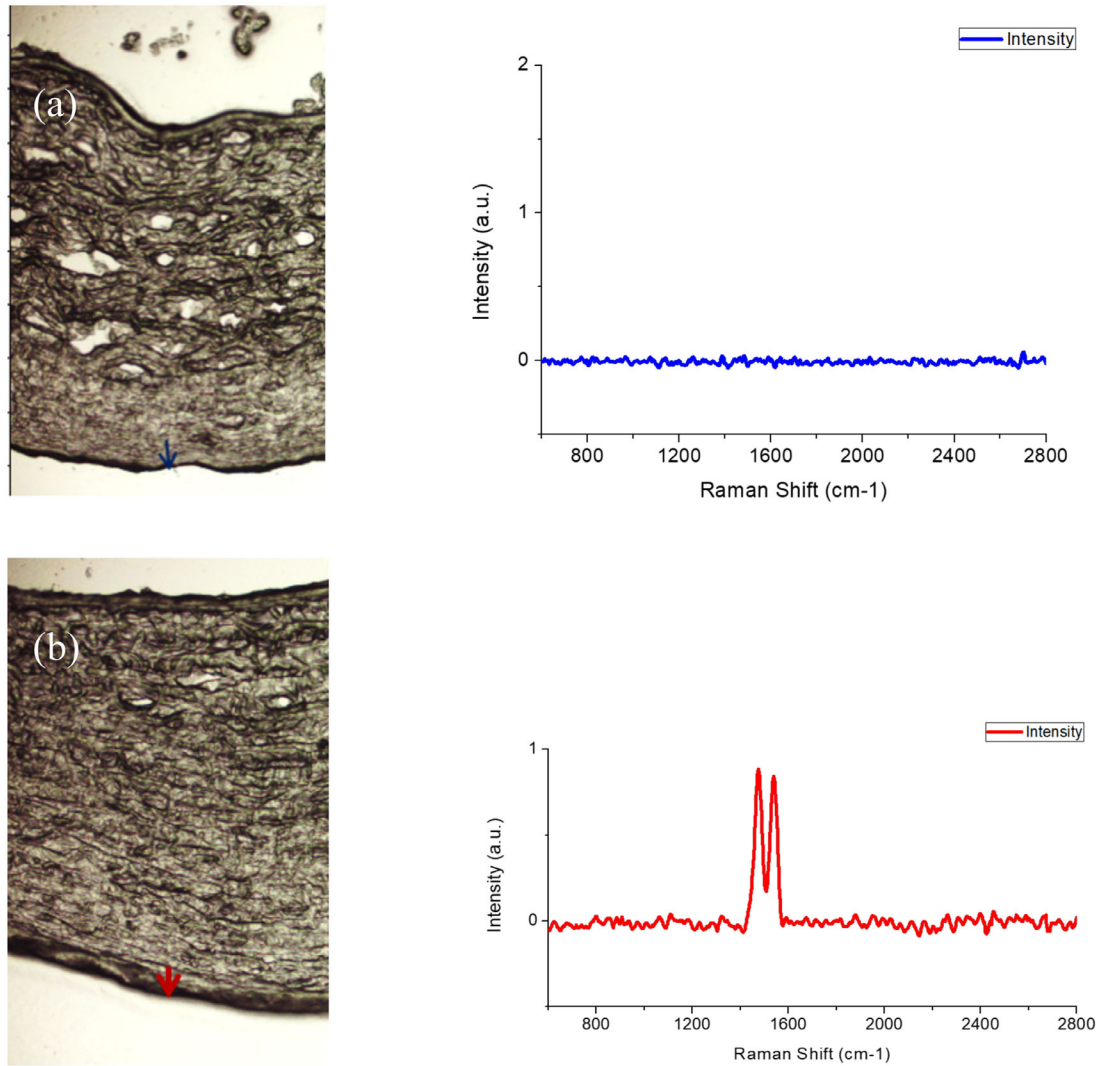 (a)
Intensity
2
1
0
Intensity (a.u.)
800 1200 1600 2000 2400 2800
Raman Shift (cm-1)
(b)
Intensity
1
0
Intensity (a.u.)
800 1200 1600 2000 2400 2800
Raman Shift (cm-1)